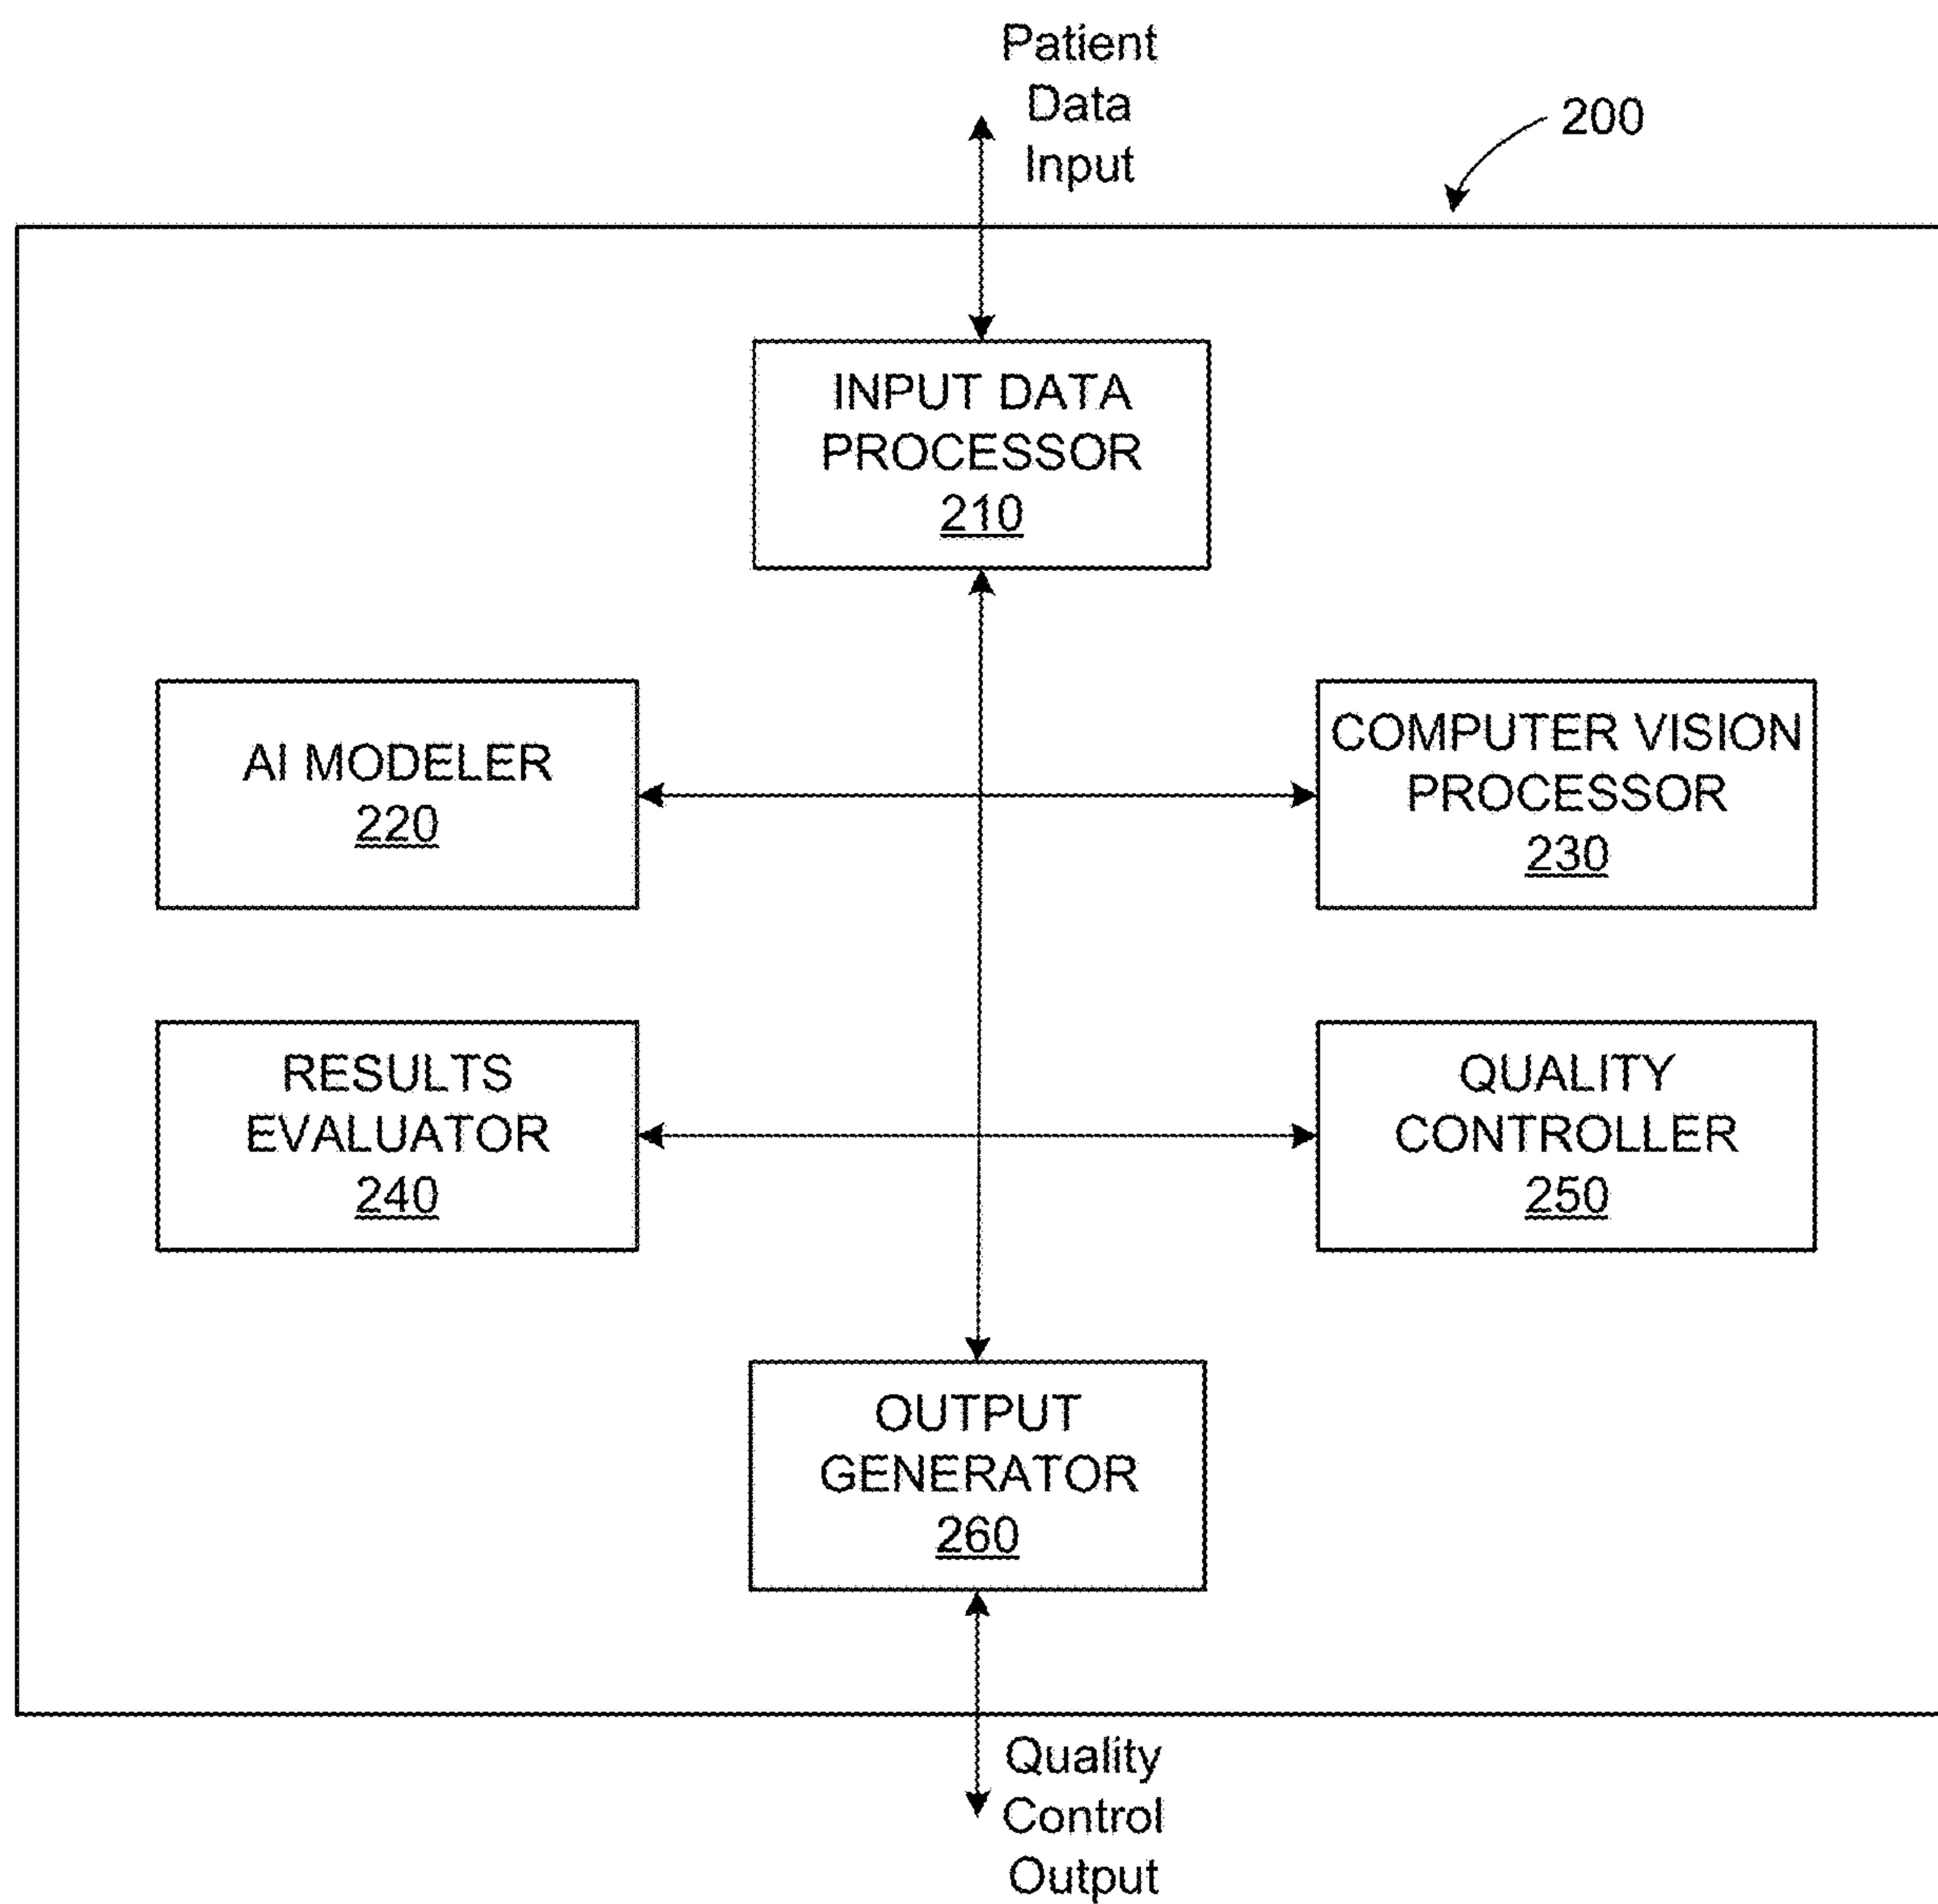 Patient
Data
Input
200
INPUT DATA
PROCESSOR
210
AI MODELER
220
COMPUTER VISION
PROCESSOR
230
RESULTS
EVALUATOR
240
QUALITY
CONTROLLER
250
OUTPUT
GENERATOR
260
Quality
Control
Output